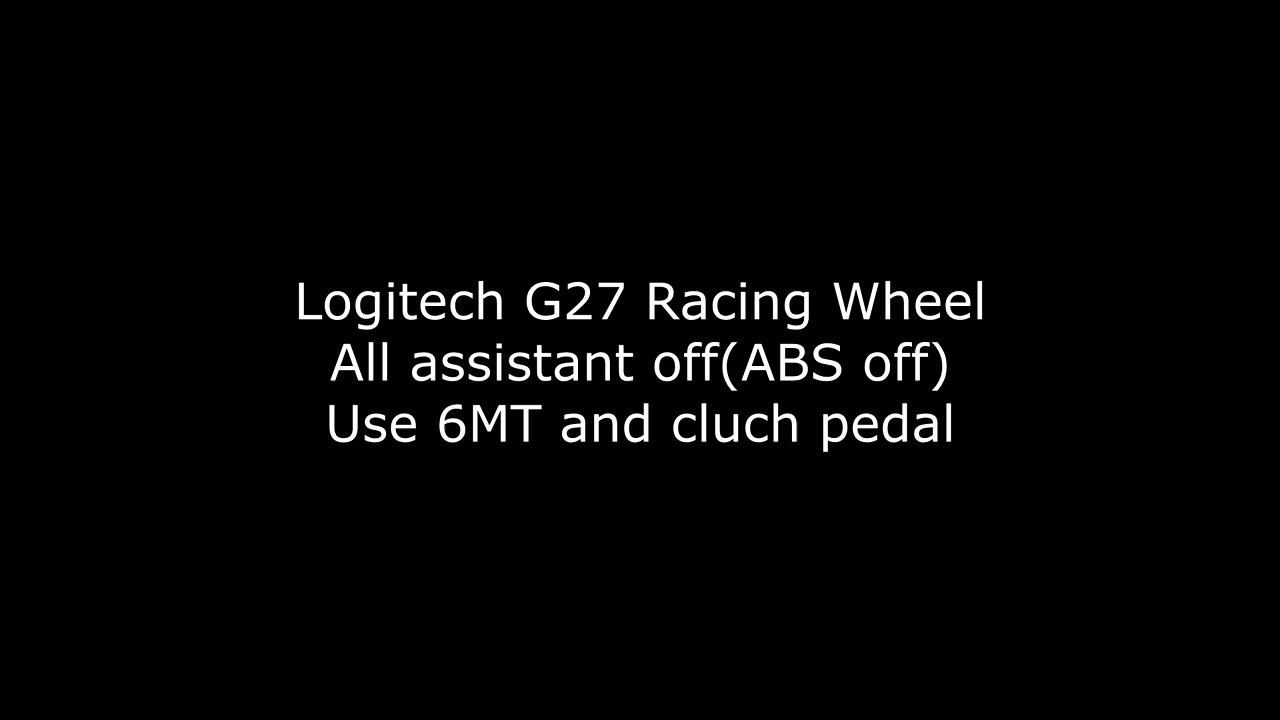 Logitech G27 Racing Wheel
All assistant off(ABS off)
Use 6MT and cluch pedal